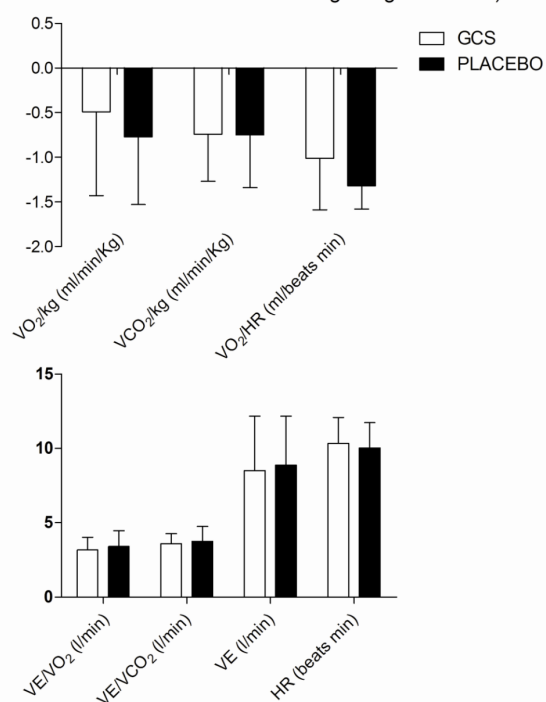 0.5
GCS
PLACEBO
0.0
-0.5
-1.0
-1.5
-2.0
VO₂/kg (ml/min/Kg)
VCO₂/kg (ml/min/Kg)
VO₂/HR (ml/beats min)
15
10
5
0
VE/VO₂ (l/min)
VE/VCO₂ (l/min)
VE (l/min)
HR (beats min)